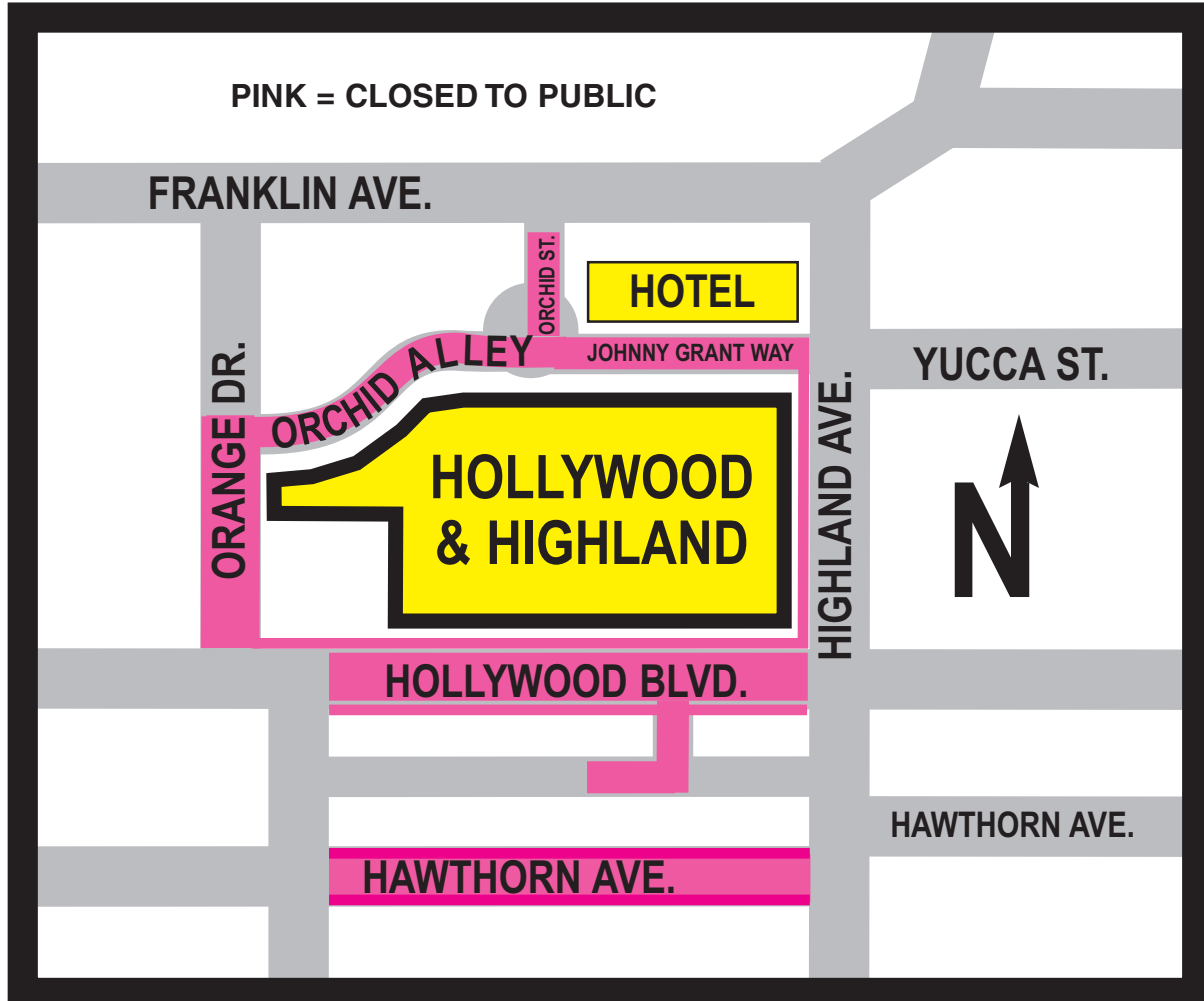 PINK = CLOSED TO PUBLIC
FRANKLIN AVE.
ORCHID ST.
HOTEL
ORCHID ALLEY
JOHNNY GRANT WAY
YUCCA ST.
ORANGE DR.
HIGHLAND AVE.
HOLLYWOOD
& HIGHLAND
N
HOLLYWOOD BLVD.
HAWTHORN AVE.
HAWTHORN AVE.